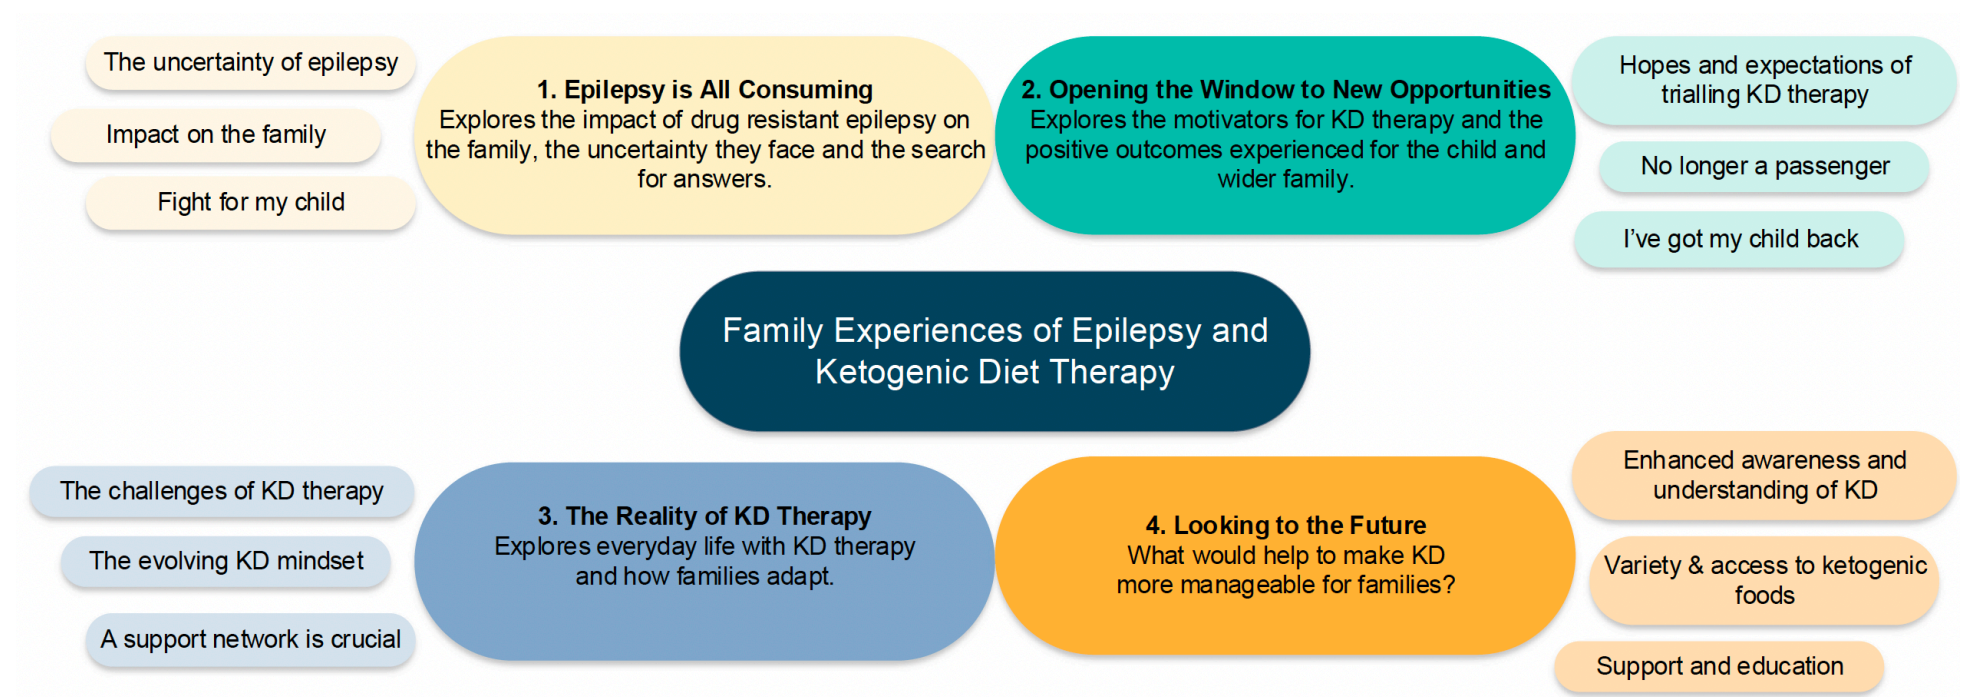 The uncertainty of epilepsy
Impact on the family
Fight for my child
1. Epilepsy is All Consuming
Explores the impact of drug resistant epilepsy on
the family, the uncertainty they face and the search
for answers.
2. Opening the Window to New Opportunities
Explores the motivators for KD therapy and the
positive outcomes experienced for the child and
wider family.
Hopes and expectations of
trialling KD therapy
No longer a passenger
I’ve got my child back
Family Experiences of Epilepsy and
Ketogenic Diet Therapy
The challenges of KD therapy
The evolving KD mindset
A support network is crucial
3. The Reality of KD Therapy
Explores everyday life with KD therapy
and how families adapt.
4. Looking to the Future
What would help to make KD
more manageable for families?
Enhanced awareness and
understanding of KD
Variety & access to ketogenic
foods
Support and education